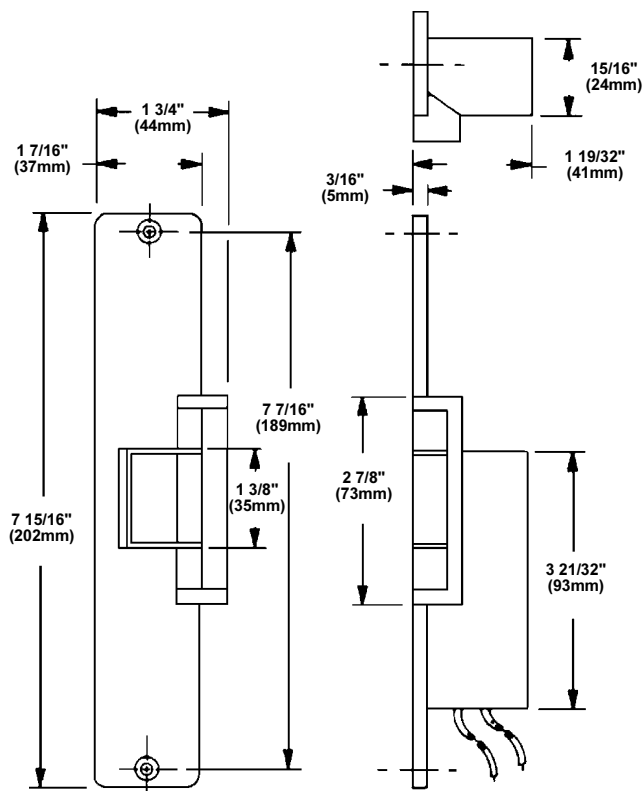 15/16"
(24mm)
1 3/4"
(44mm)
1 7/16"
(37mm)
1 19/32"
(41mm)
3/16"
(5mm)
7 7/16"
(189mm)
1 3/8"
(35mm)
2 7/8"
(73mm)
7 15/16"
(202mm)
3 21/32"
(93mm)